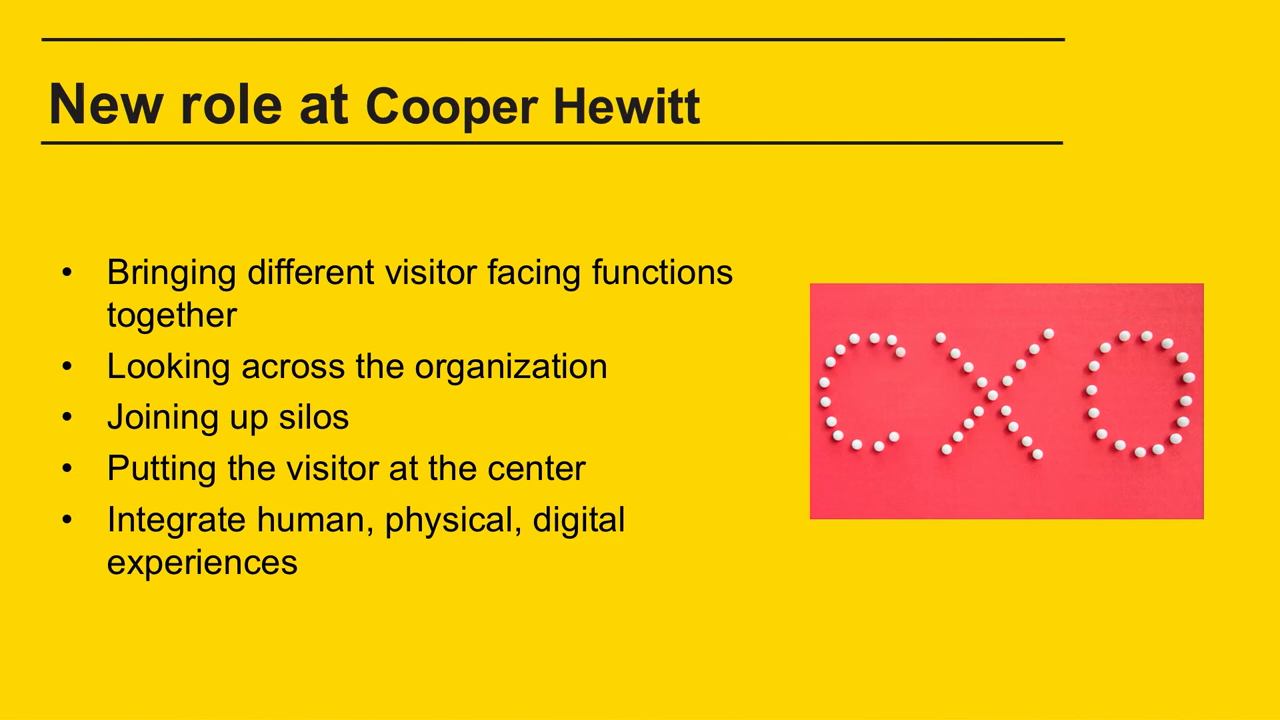 New role at Cooper Hewitt
• Bringing different visitor facing functions
together
• Looking across the organization
• Joining up silos
• Putting the visitor at the center
• Integrate human, physical, digital
experiences
CXO